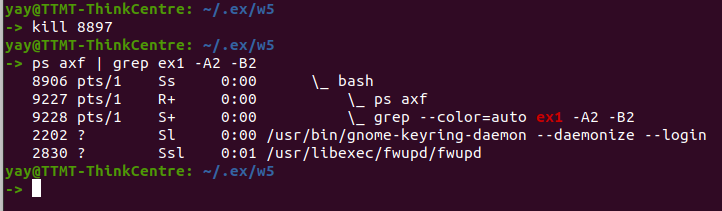 yay@TTMT-ThinkCentre: ~/.ex/w5
-> kill 8897
yay@TTMT-ThinkCentre: ~/.ex/w5
-> ps axf | grep ex1 -A2 -B2
   8906 pts/1    Ss     0:00      \_ bash
   9227 pts/1    R+     0:00          \_ ps axf
   9228 pts/1    S+     0:00          \_ grep --color=auto ex1 -A2 -B2
   2202 ?        Sl     0:00 /usr/bin/gnome-keyring-daemon --daemonize --login
   2830 ?        Ssl    0:01 /usr/libexec/fwupd/fwupd
yay@TTMT-ThinkCentre: ~/.ex/w5
->